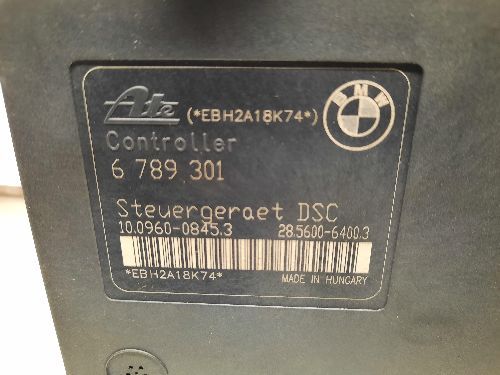 Ate (*EBH2A18K74*) BMW
Controller
6 789 301
Steuergeraet DSC
10.0960-0845.3 28.5600-6400.3
*EBH2A18K74* MADE IN HUNGARY